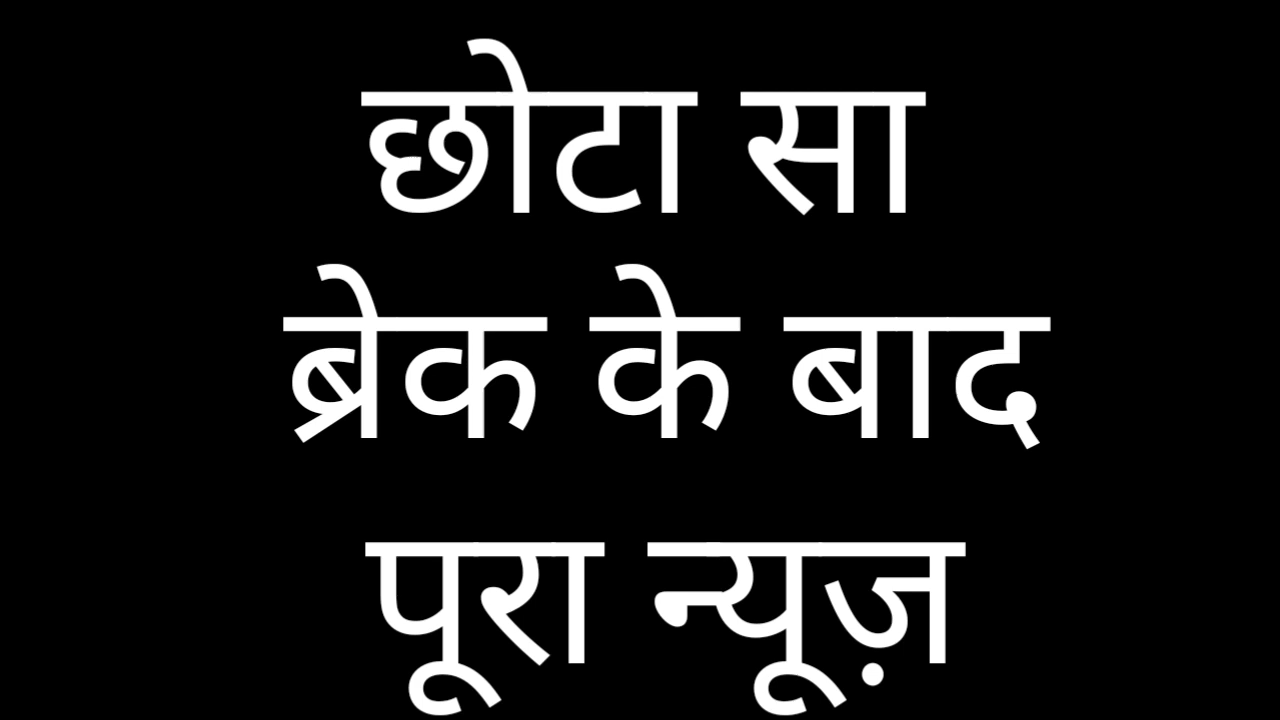 छोटा सा
ब्रेक के बाद
पूरा न्यूज़